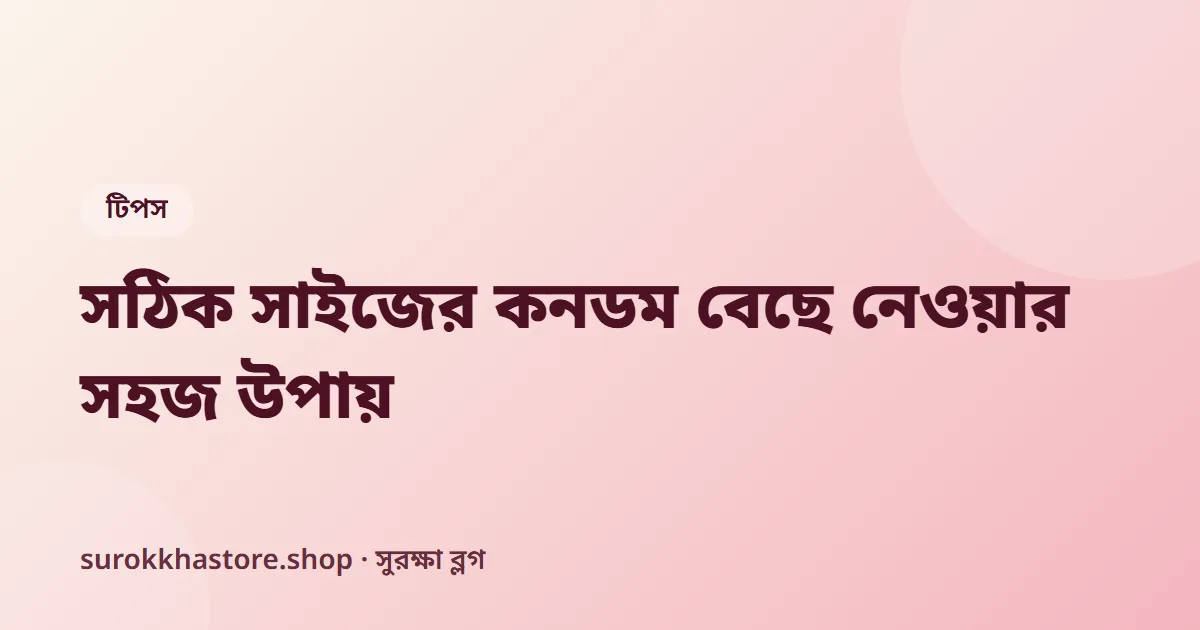 টিপস
সঠিক সাইজের কনডম বেছে নেওয়ার
সহজ উপায়
surokkhastore.shop · সুরক্ষা ব্লগ